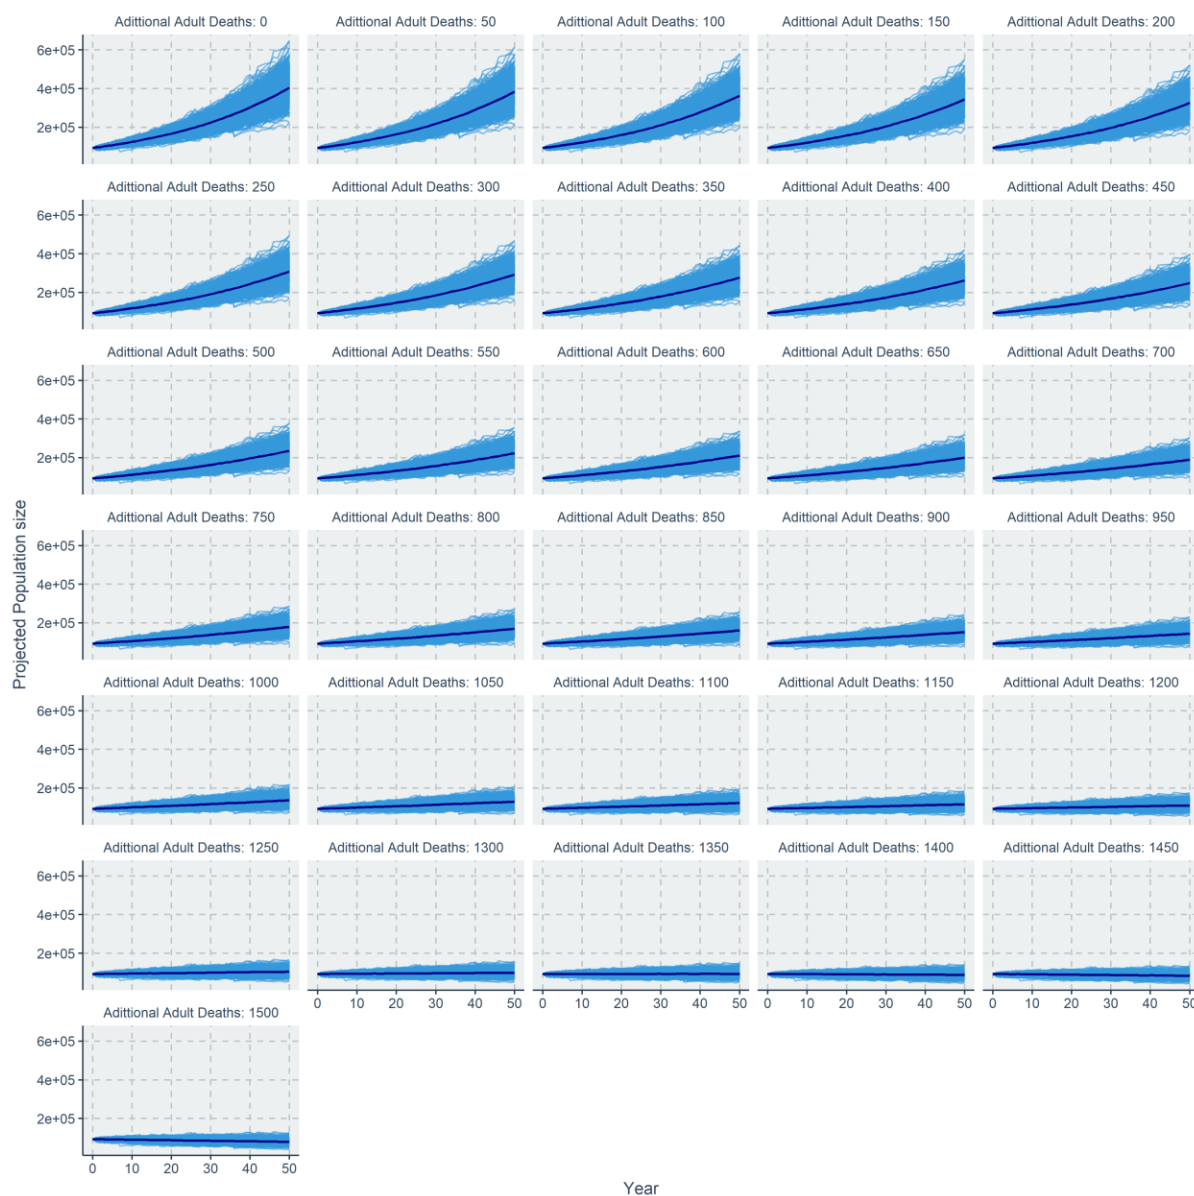 Adittional Adult Deaths: 0 Adittional Adult Deaths: 50 Adittional Adult Deaths: 100 Adittional Adult Deaths: 150 Adittional Adult Deaths: 200
6e+05
4e+05
2e+05
Adittional Adult Deaths: 250 Adittional Adult Deaths: 300 Adittional Adult Deaths: 350 Adittional Adult Deaths: 400 Adittional Adult Deaths: 450
6e+05
4e+05
2e+05
Adittional Adult Deaths: 500 Adittional Adult Deaths: 550 Adittional Adult Deaths: 600 Adittional Adult Deaths: 650 Adittional Adult Deaths: 700
6e+05
4e+05
2e+05
Projected Population size
Adittional Adult Deaths: 750 Adittional Adult Deaths: 800 Adittional Adult Deaths: 850 Adittional Adult Deaths: 900 Adittional Adult Deaths: 950
6e+05
4e+05
2e+05
Adittional Adult Deaths: 1000 Adittional Adult Deaths: 1050 Adittional Adult Deaths: 1100 Adittional Adult Deaths: 1150 Adittional Adult Deaths: 1200
6e+05
4e+05
2e+05
Adittional Adult Deaths: 1250 Adittional Adult Deaths: 1300 Adittional Adult Deaths: 1350 Adittional Adult Deaths: 1400 Adittional Adult Deaths: 1450
6e+05
4e+05
2e+05
0 10 20 30 40 50 0 10 20 30 40 50 0 10 20 30 40 50 0 10 20 30 40 50
Adittional Adult Deaths: 1500
6e+05
4e+05
2e+05
0 10 20 30 40 50
Year